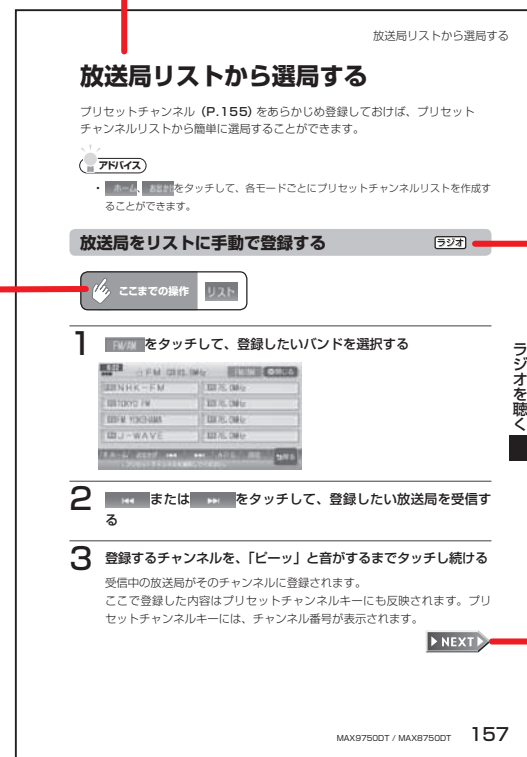 放送局リストから選局する
放送局リストから選局する
プリセットチャンネル (P.155) をあらかじめ登録しておけば、プリセット
チャンネルリストから簡単に選局することができます。
アドバイス
• ホーム、おでかけをタッチして、各モードごとにプリセットチャンネルリストを作成す
ることができます。
放送局をリストに手動で登録する ラジオ
ここまでの操作 リスト
1 FM/AM をタッチして、登録したいバンドを選択する
NHK-FM
TOKYO FM
FM YOKOHAMA
J-WAVE
2 ⏮ または ⏭ をタッチして、登録したい放送局を受信す
る
3 登録するチャンネルを、「ピーッ」と音がするまでタッチし続ける
受信中の放送局がそのチャンネルに登録されます。
ここで登録した内容はプリセットチャンネルキーにも反映されます。プリ
セットチャンネルキーには、チャンネル番号が表示されます。
▶NEXT▷
ラジオを聴く
MAX9750DT / MAX8750DT 157